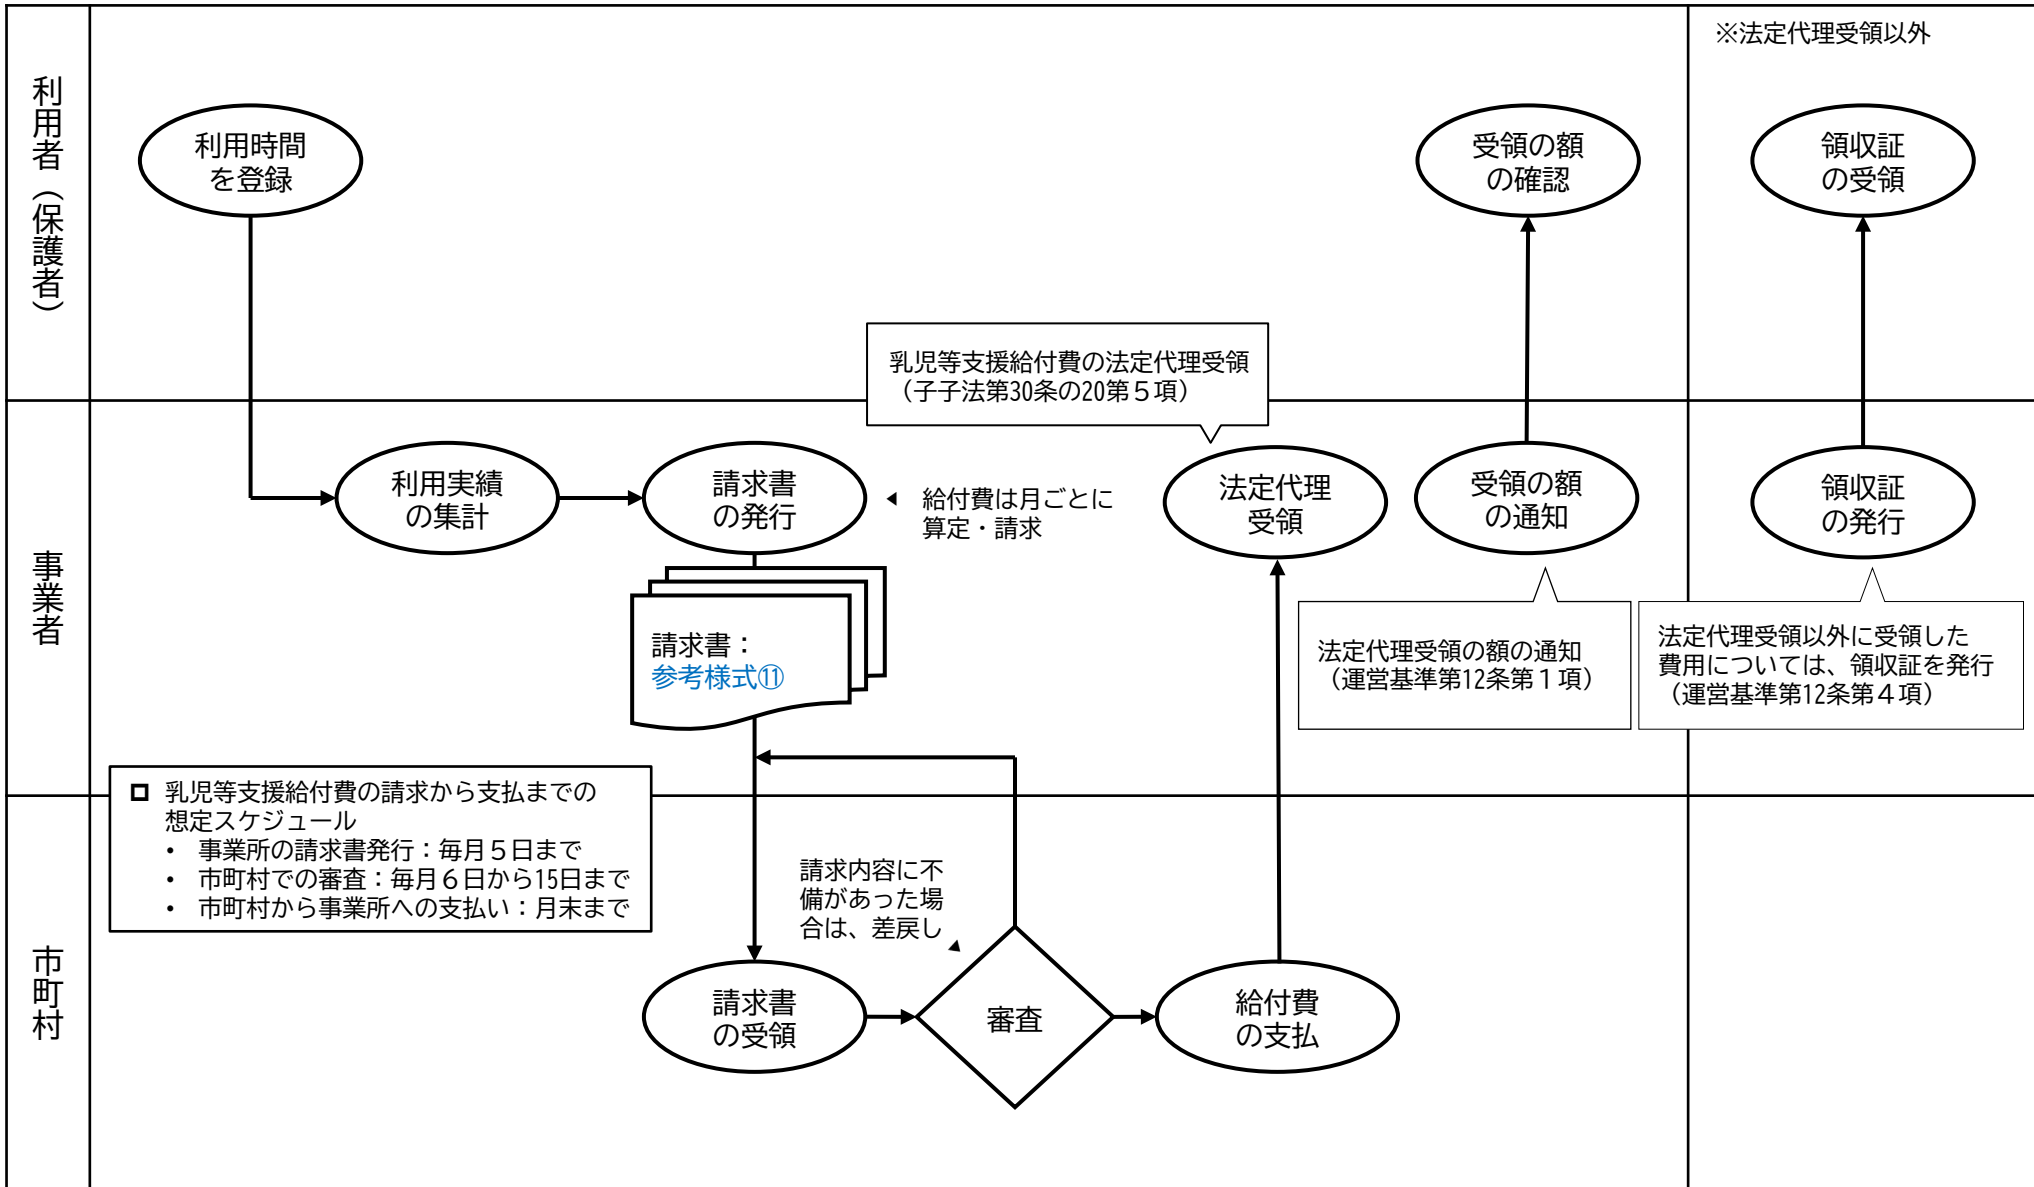 ※法定代理受領以外
利用者（保護者）
利用時間
を登録
受領の額
の確認
領収証
の受領
乳児等支援給付費の法定代理受領
（子子法第30条の20第５項）
事業者
利用実績
の集計
請求書
の発行
給付費は月ごとに
算定・請求
法定代理
受領
受領の額
の通知
領収証
の発行
請求書：
参考様式⑪
法定代理受領の額の通知
（運営基準第12条第１項）
法定代理受領以外に受領した
費用については、領収証を発行
（運営基準第12条第４項）
乳児等支援給付費の請求から支払までの
想定スケジュール
• 事業所の請求書発行：毎月５日まで
• 市町村での審査：毎月６日から15日まで
• 市町村から事業所への支払い：月末まで
請求内容に不
備があった場
合は、差戻し
市町村
請求書
の受領
審査
給付費
の支払